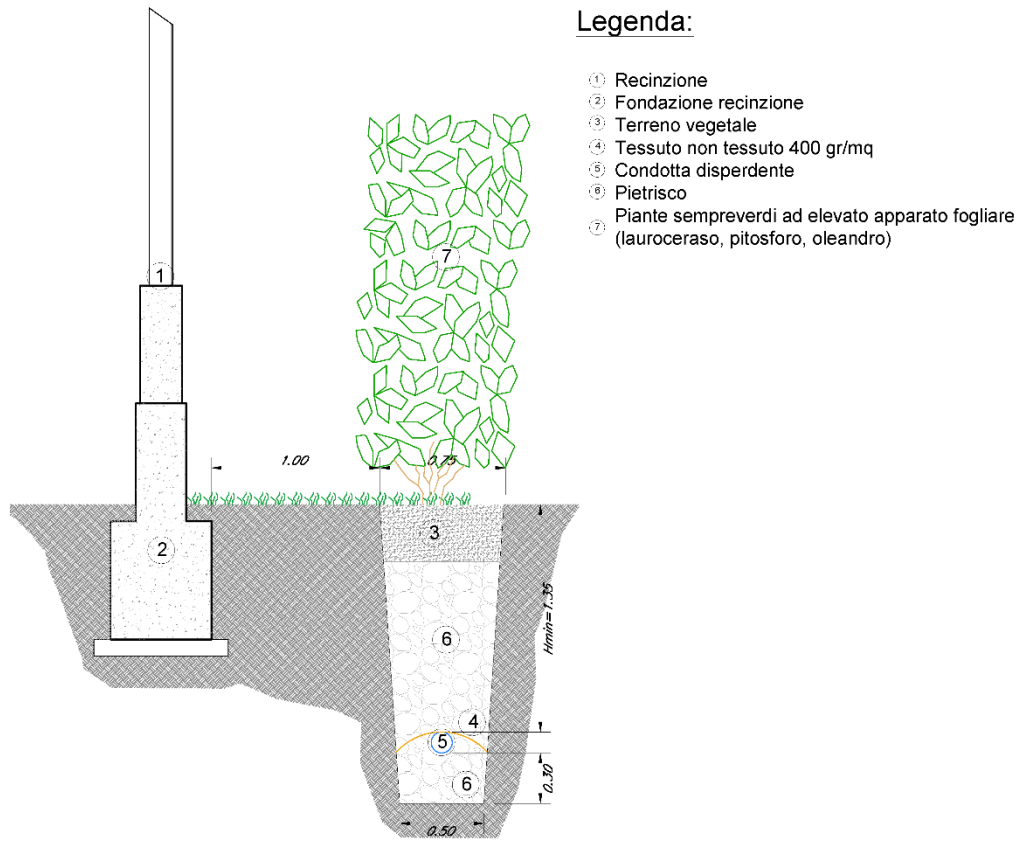 Legenda:
1 Recinzione
2 Fondazione recinzione
3 Terreno vegetale
4 Tessuto non tessuto 400 gr/mq
5 Condotta disperdente
6 Pietrisco
7 Piante sempreverdi ad elevato apparato fogliare
(lauroceraso, pitosforo, oleandro)
7
1
1.00
0.75
3
2
Hmin=1.35
6
4
5
6
0.30
0.50